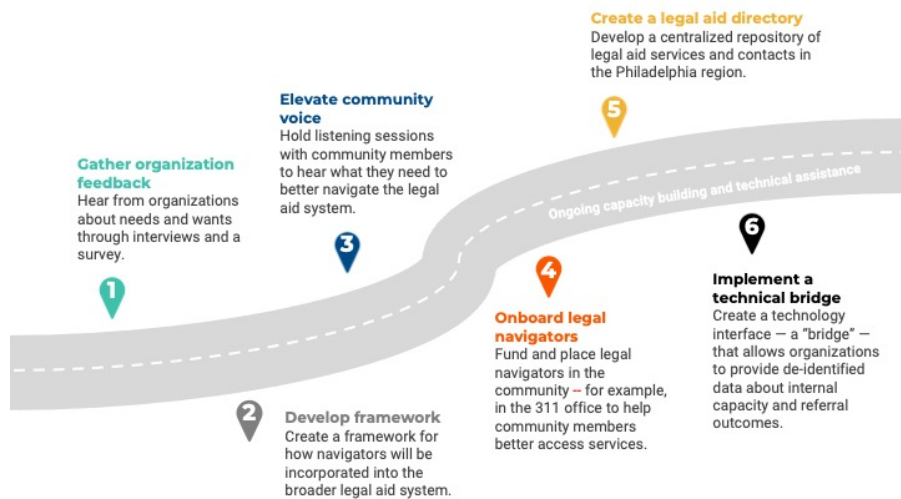 1
Gather organization
feedback
Hear from organizations
about needs and wants
through interviews and a
survey.
2
Develop framework
Create a framework for
how navigators will be
incorporated into the
broader legal aid system.
3
Elevate community
voice
Hold listening sessions
with community members
to hear what they need to
better navigate the legal
aid system.
4
Onboard legal
navigators
Fund and place legal
navigators in the
community -- for example,
in the 311 office to help
community members
better access services.
5
Create a legal aid directory
Develop a centralized repository of
legal aid services and contacts in
the Philadelphia region.
6
Implement a
technical bridge
Create a technology
interface — a “bridge” —
that allows organizations
to provide de-identified
data about internal
capacity and referral
outcomes.
Ongoing capacity building and technical assistance